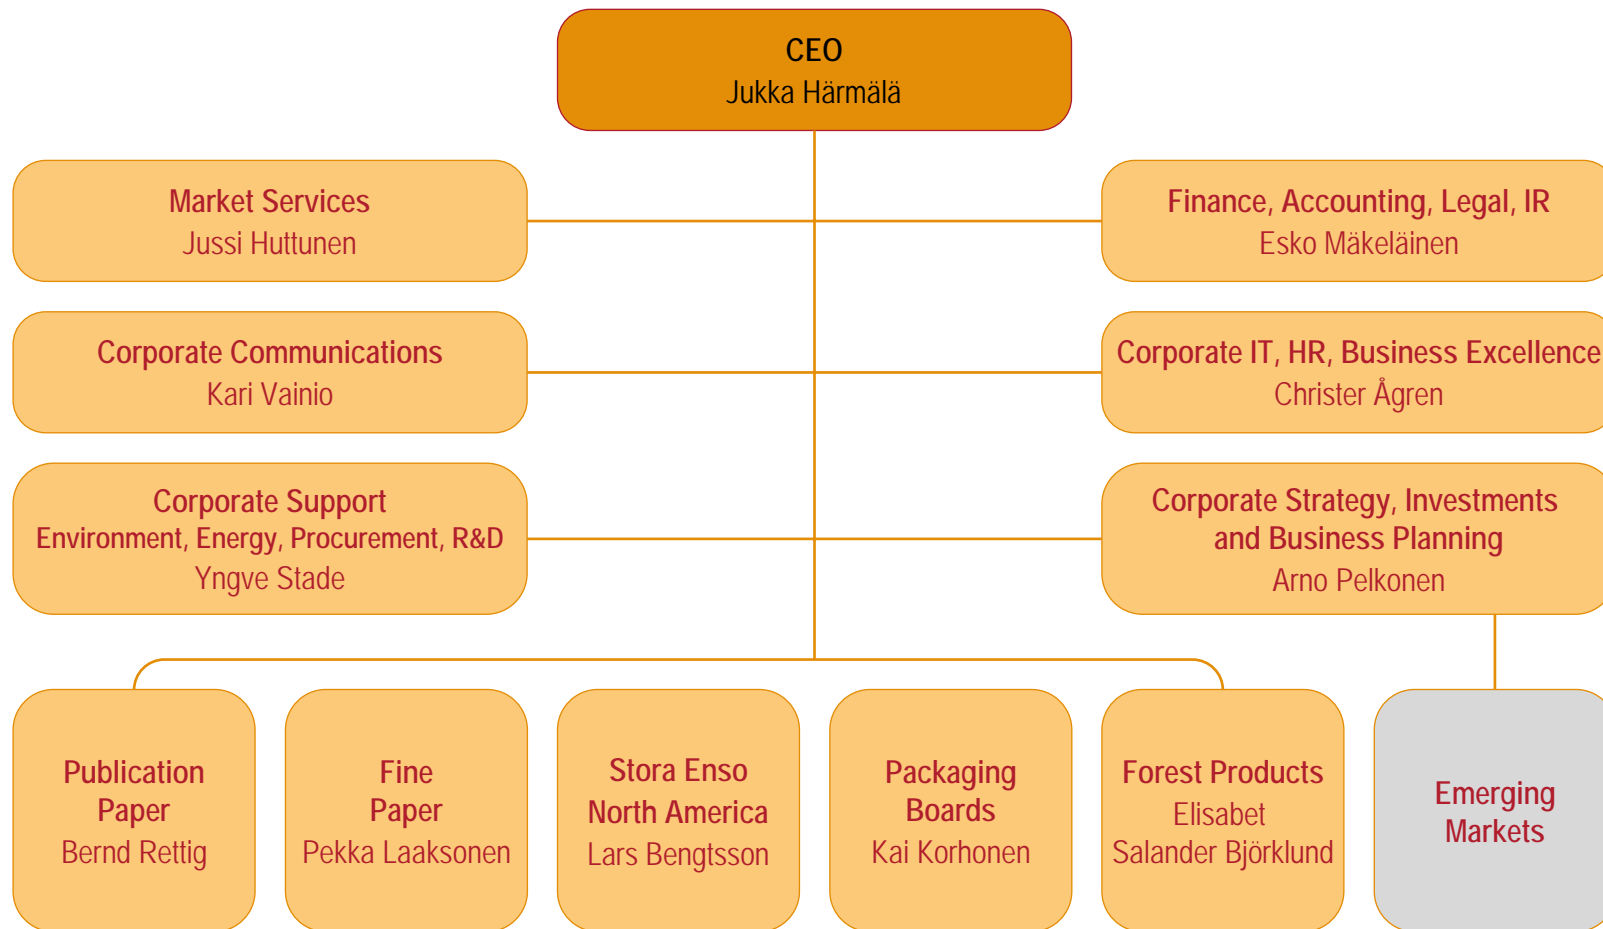 CEO
Jukka Härmälä
Market Services
Jussi Huttunen
Finance, Accounting, Legal, IR
Esko Mäkeläinen
Corporate Communications
Kari Vainio
Corporate IT, HR, Business Excellence
Christer Ågren
Corporate Support
Environment, Energy, Procurement, R&D
Yngve Stade
Corporate Strategy, Investments
and Business Planning
Arno Pelkonen
Publication
Paper
Bernd Rettig
Fine
Paper
Pekka Laaksonen
Stora Enso
North America
Lars Bengtsson
Packaging
Boards
Kai Korhonen
Forest Products
Elisabet
Salander Björklund
Emerging
Markets